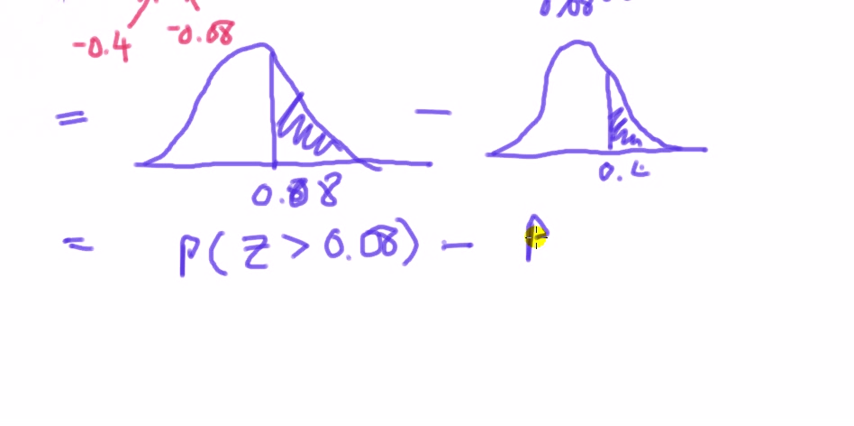 -0.4 -0.08
= -
0.08 0.4
= P(Z > 0.08) - P